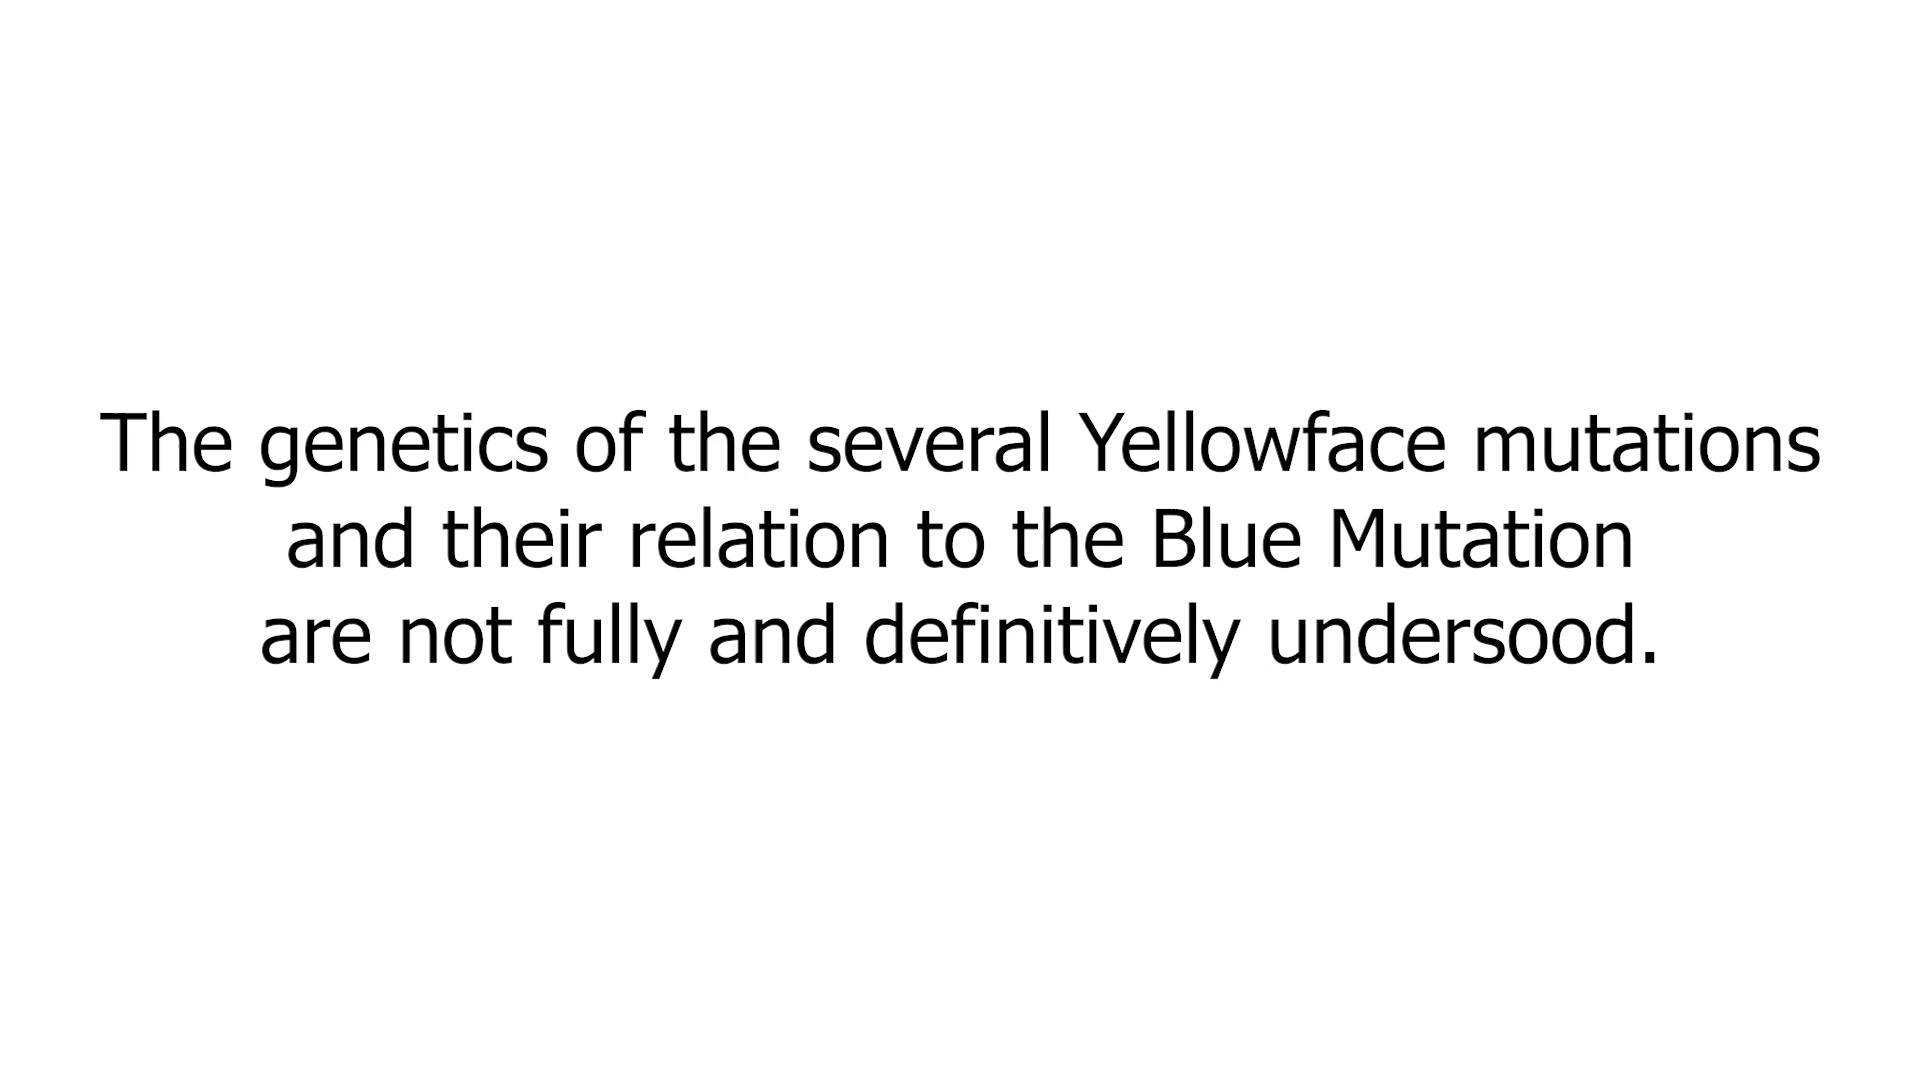 The genetics of the several Yellowface mutations
and their relation to the Blue Mutation
are not fully and definitively undersood.